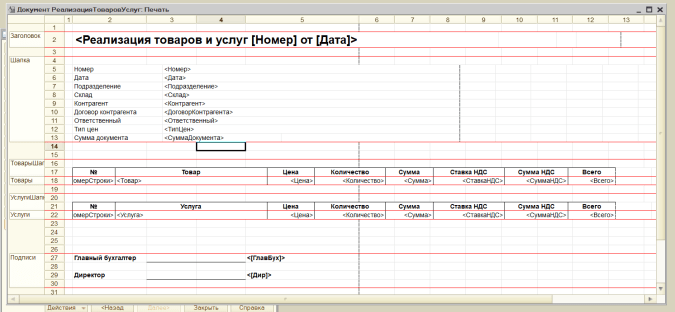 Документ РеализацияТоваровУслуг: Печать
1 2 3 4 5 6 7 8 9 10 11 12 13
1
Заголовок 2 <Реализация товаров и услуг [Номер] от [Дата]>
3
Шапка 4
5 Номер <Номер>
6 Дата <Дата>
7 Подразделение <Подразделение>
8 Склад <Склад>
9 Контрагент <Контрагент>
10 Договор контрагента <ДоговорКонтрагента>
11 Ответственный <Ответственный>
12 Тип цен <ТипЦен>
13 Сумма документа <СуммаДокумента>
14
15
ТоварыШап 16
17 № Товар Цена Количество Сумма Ставка НДС Сумма НДС Всего
Товары 18 омерСтроки> <Товар> <Цена> <Количество> <Сумма> <СтавкаНДС> <СуммаНДС> <Всего>
19
УслугиШап 20
21 № Услуга Цена Количество Сумма Ставка НДС Сумма НДС Всего
Услуги 22 омерСтроки> <Услуга> <Цена> <Количество> <Сумма> <СтавкаНДС> <СуммаНДС> <Всего>
23
24
25
26
Подписи 27 Главный бухгалтер <[ГлавБух]>
28
29 Директор <[Дир]>
30
31
Действия <Назад Далее> Закрыть Справка